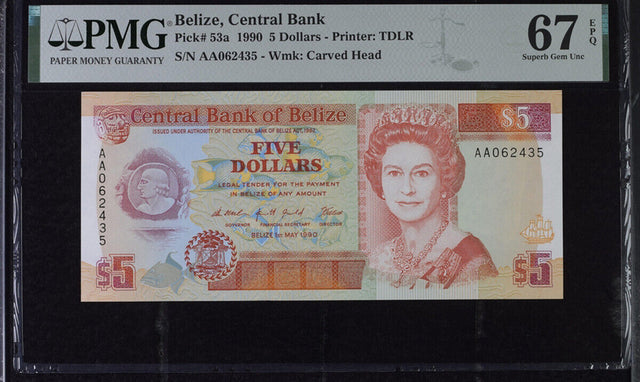 PMG
PAPER MONEY GUARANTY
Belize, Central Bank
Pick# 53a 1990 5 Dollars - Printer: TDLR
S/N AA062435 - Wmk: Carved Head
67
EPQ
Superb Gem Unc
Central Bank of Belize
$5
ISSUED UNDER AUTHORITY OF THE CENTRAL BANK OF BELIZE ACT, 1982
FIVE
DOLLARS
AA062435
AA062435
LEGAL TENDER FOR THE PAYMENT
IN BELIZE OF ANY AMOUNT
GOVERNOR FINANCIAL SECRETARY DIRECTOR
BELIZE 1ST MAY 1990
$5
$5